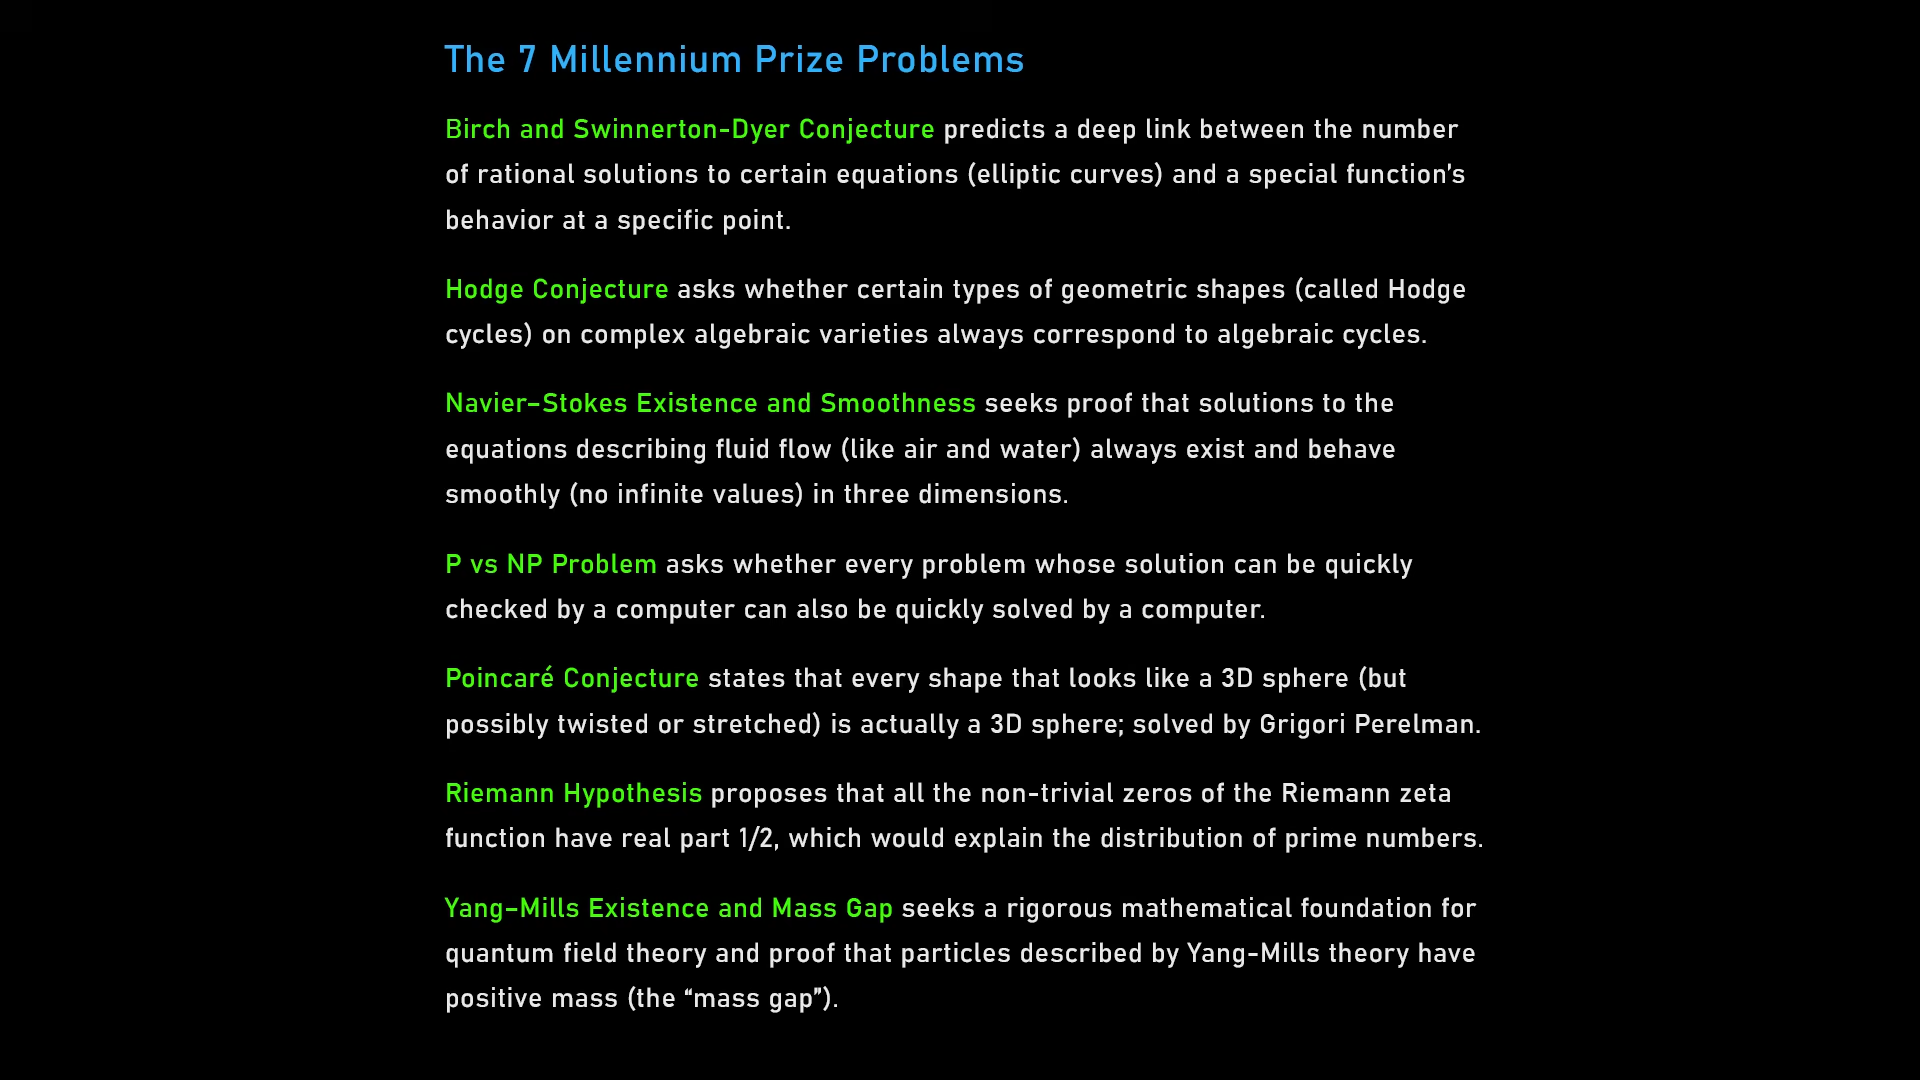 The 7 Millennium Prize Problems
Birch and Swinnerton-Dyer Conjecture predicts a deep link between the number
of rational solutions to certain equations (elliptic curves) and a special function’s
behavior at a specific point.
Hodge Conjecture asks whether certain types of geometric shapes (called Hodge
cycles) on complex algebraic varieties always correspond to algebraic cycles.
Navier–Stokes Existence and Smoothness seeks proof that solutions to the
equations describing fluid flow (like air and water) always exist and behave
smoothly (no infinite values) in three dimensions.
P vs NP Problem asks whether every problem whose solution can be quickly
checked by a computer can also be quickly solved by a computer.
Poincaré Conjecture states that every shape that looks like a 3D sphere (but
possibly twisted or stretched) is actually a 3D sphere; solved by Grigori Perelman.
Riemann Hypothesis proposes that all the non-trivial zeros of the Riemann zeta
function have real part 1/2, which would explain the distribution of prime numbers.
Yang–Mills Existence and Mass Gap seeks a rigorous mathematical foundation for
quantum field theory and proof that particles described by Yang-Mills theory have
positive mass (the “mass gap”).